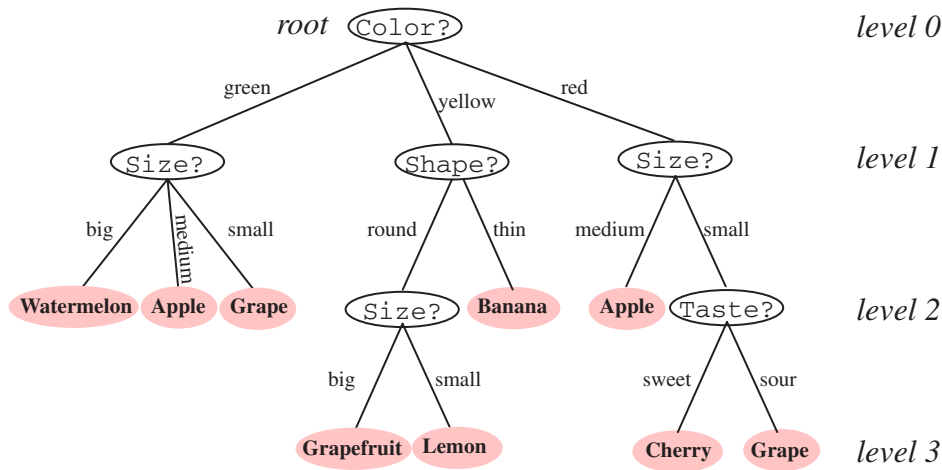 root Color? level 0
green yellow red
Size? Shape? Size? level 1
big medium small round thin medium small
Watermelon Apple Grape Size? Banana Apple Taste? level 2
big small sweet sour
Grapefruit Lemon Cherry Grape level 3